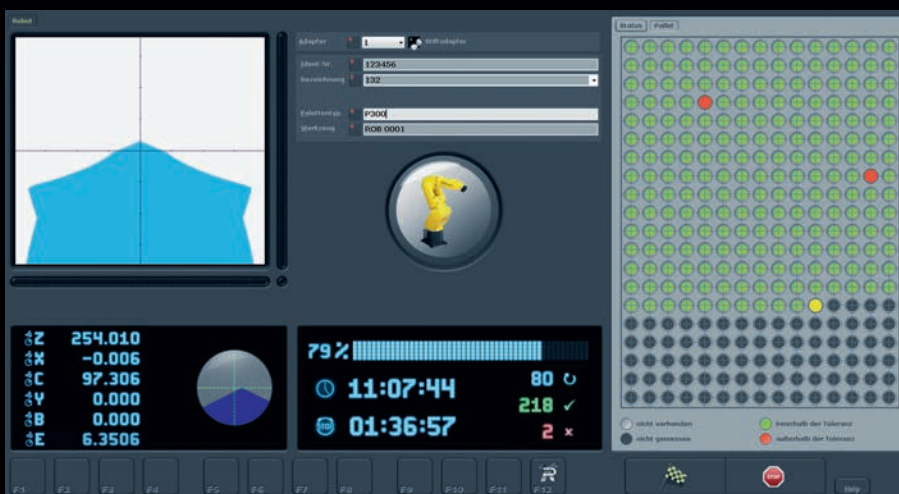 Robot
Adapter 1 Stiftadapter
Ident-Nr. 123456
Bezeichnung 132
Palettentyp P300
Werkzeug ROB 0001
Status Pallet
Z 254.010
X -0.006
C 97.306
Y 0.000
B 0.000
E 6.3506
79%
11:07:44 80
218
STOP 01:36:57 2 x
nicht vorhanden innerhalb der Toleranz
nicht gemessen außerhalb der Toleranz
F1 F2 F3 F4 F5 F6 F7 F8 F9 F10 F11 F12
STOP
Help